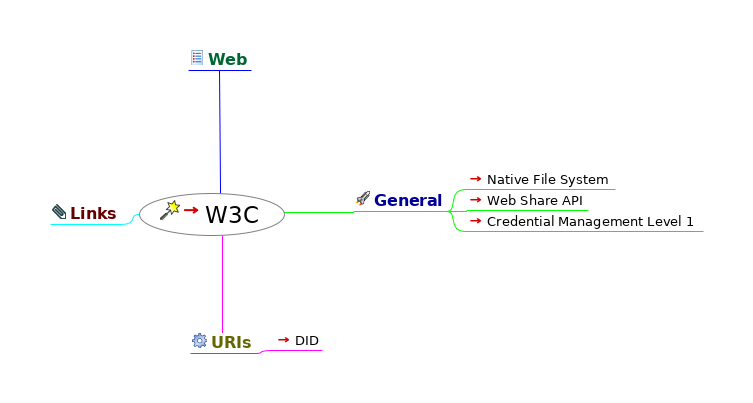 Web
Links
W3C
General
Native File System
Web Share API
Credential Management Level 1
URIs
DID